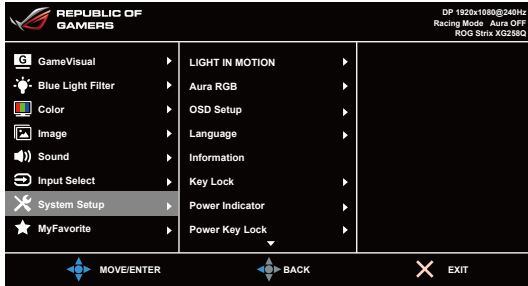 REPUBLIC OF
GAMERS
DP 1920x1080@240Hz
Racing Mode Aura OFF
ROG Strix XG258Q
G GameVisual
Blue Light Filter
Color
Image
Sound
Input Select
System Setup
MyFavorite
LIGHT IN MOTION
Aura RGB
OSD Setup
Language
Information
Key Lock
Power Indicator
Power Key Lock
MOVE/ENTER
BACK
EXIT